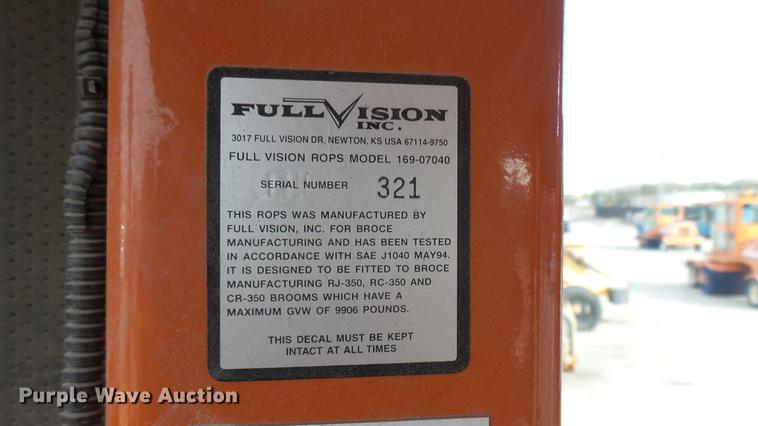 FULL VISION
INC.
3017 FULL VISION DR. NEWTON, KS USA 67114-9750
FULL VISION ROPS MODEL 169-07040
SERIAL NUMBER 321
THIS ROPS WAS MANUFACTURED BY
FULL VISION, INC. FOR BROCE
MANUFACTURING AND HAS BEEN TESTED
IN ACCORDANCE WITH SAE J1040 MAY94.
IT IS DESIGNED TO BE FITTED TO BROCE
MANUFACTURING RJ-350, RC-350 AND
CR-350 BROOMS WHICH HAVE A
MAXIMUM GVW OF 9906 POUNDS.
THIS DECAL MUST BE KEPT
INTACT AT ALL TIMES
Purple Wave Auction